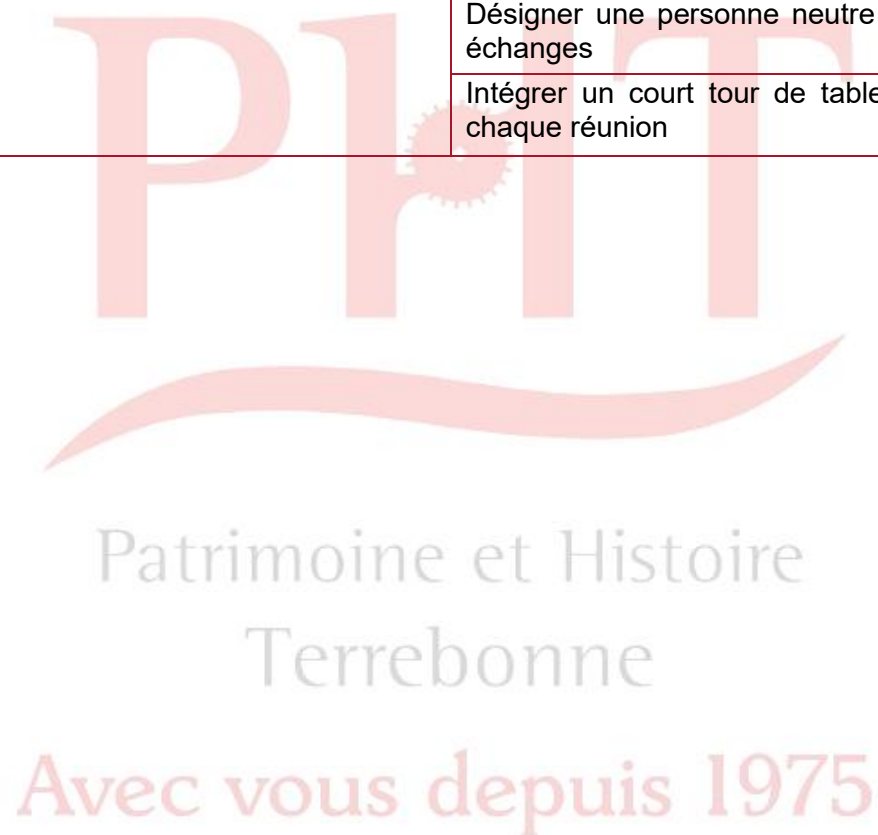 Désigner une personne neutre
échanges
Intégrer un court tour de table
chaque réunion
PHT
Patrimoine et Histoire
Terrebonne
Avec vous depuis 1975